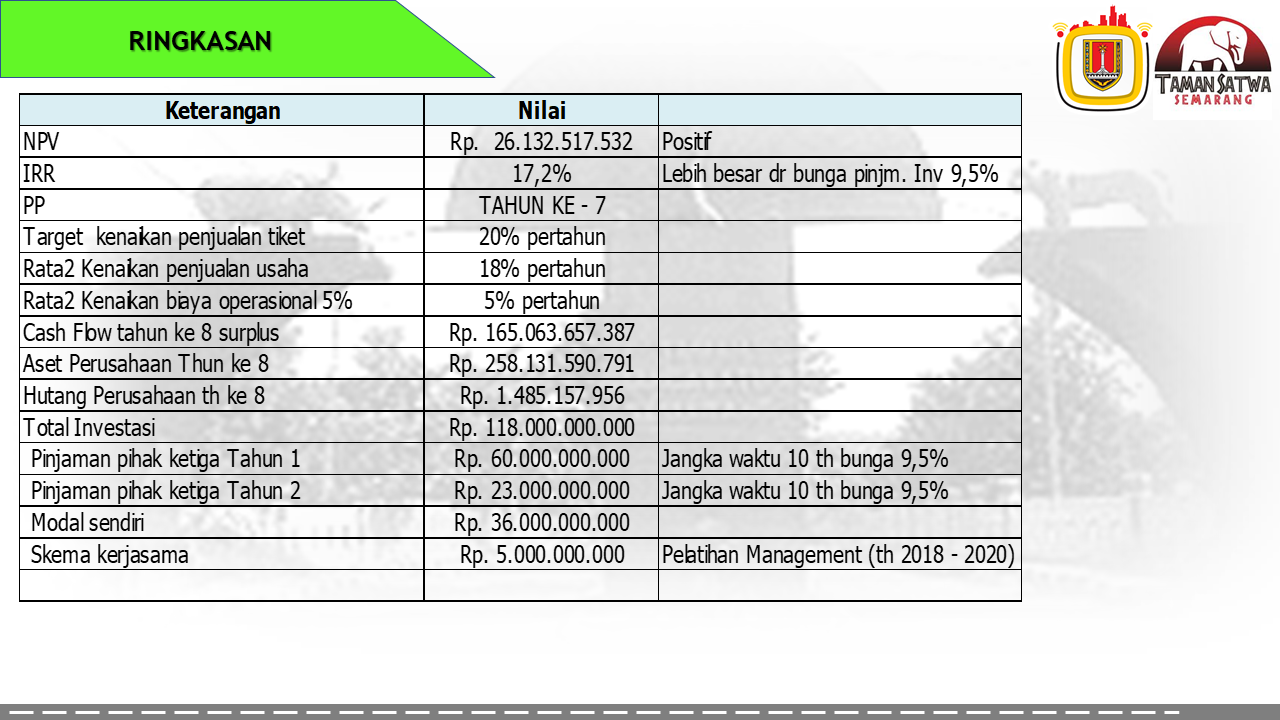 RINGKASAN
TAMAN SATWA
SEMARANG
Keterangan Nilai
NPV Rp. 26.132.517.532 Positif
IRR 17,2% Lebih besar dr bunga pinjm. Inv 9,5%
PP TAHUN KE - 7
Target kenaikan penjualan tiket 20% pertahun
Rata2 Kenaikan penjualan usaha 18% pertahun
Rata2 Kenaikan biaya operasional 5% 5% pertahun
Cash Flow tahun ke 8 surplus Rp. 165.063.657.387
Aset Perusahaan Thun ke 8 Rp. 258.131.590.791
Hutang Perusahaan th ke 8 Rp. 1.485.157.956
Total Investasi Rp. 118.000.000.000
Pinjaman pihak ketiga Tahun 1 Rp. 60.000.000.000 Jangka waktu 10 th bunga 9,5%
Pinjaman pihak ketiga Tahun 2 Rp. 23.000.000.000 Jangka waktu 10 th bunga 9,5%
Modal sendiri Rp. 36.000.000.000
Skema kerjasama Rp. 5.000.000.000 Pelatihan Management (th 2018 - 2020)